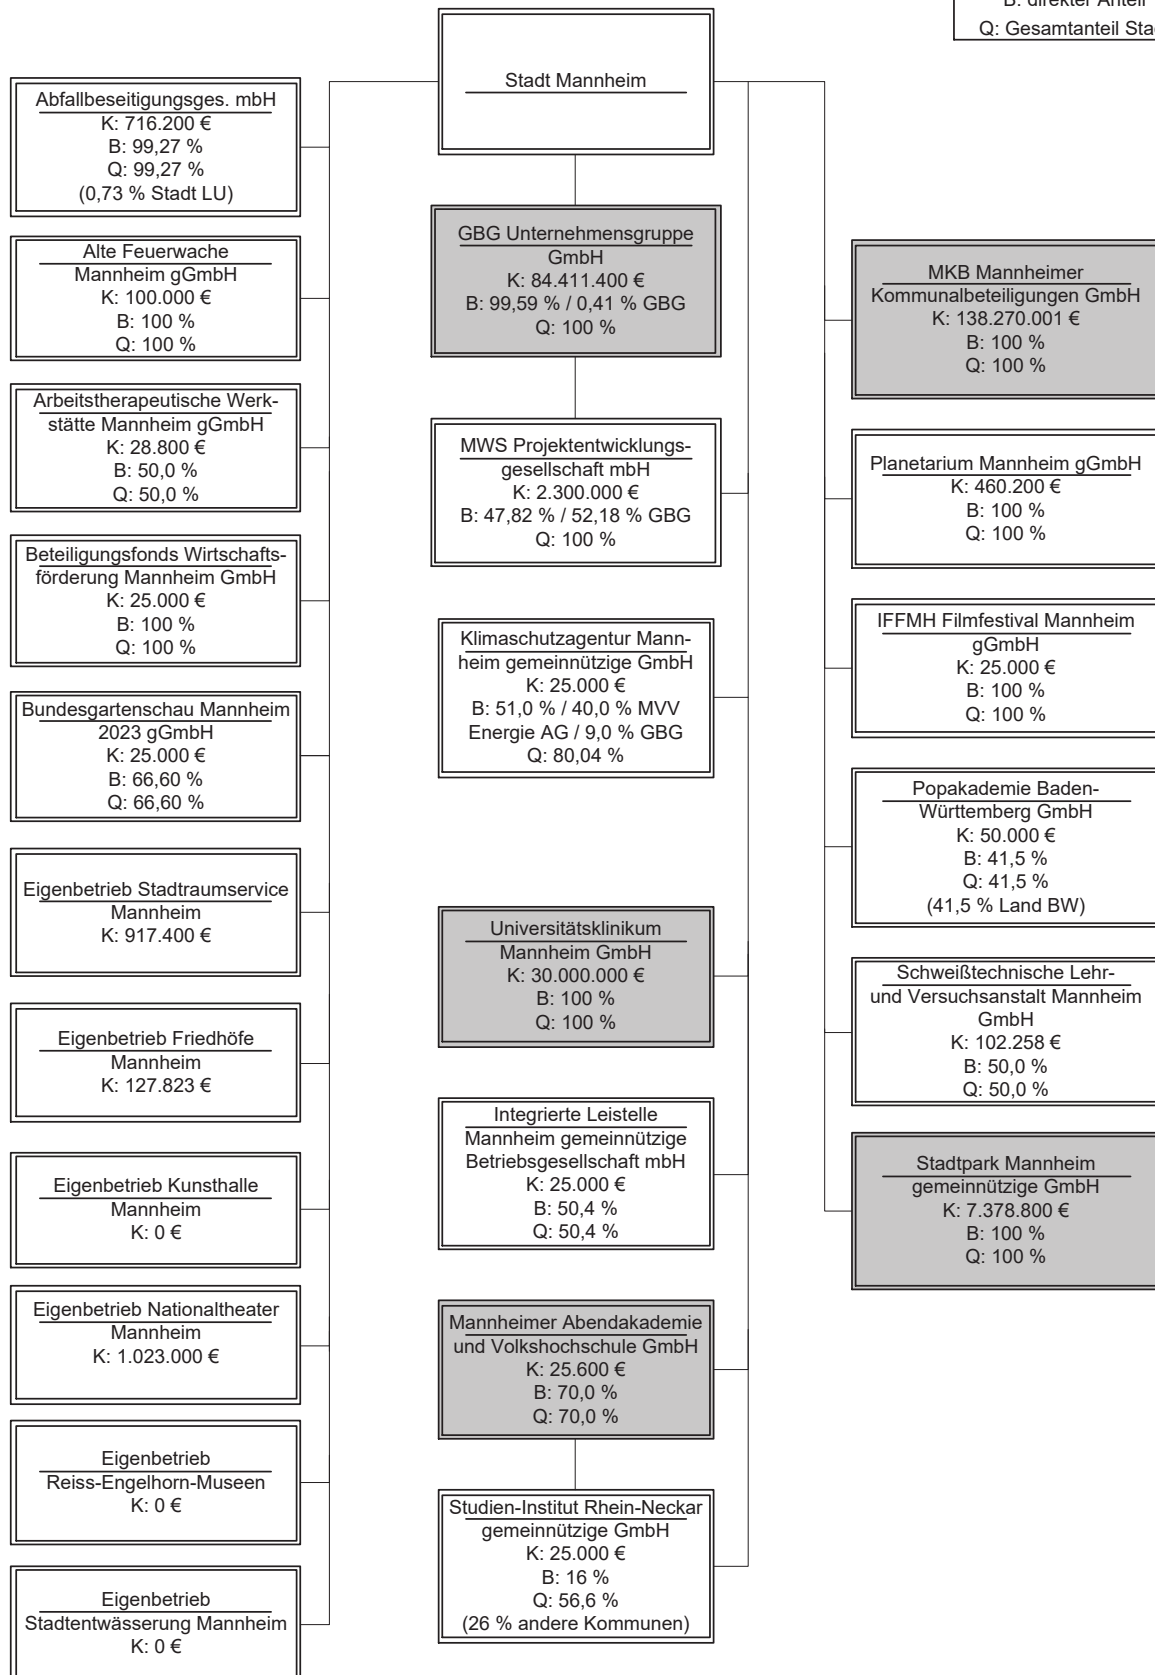 B: direkter Anteil
Q: Gesamtanteil
Stadt Mannheim
Abfallbeseitigungsges. mbH
K: 716.200 €
B: 99,27 %
Q: 99,27 %
(0,73 % Stadt LU)
Alte Feuerwache
Mannheim gGmbH
K: 100.000 €
B: 100 %
Q: 100 %
Arbeitstherapeutische Werk-
stätte Mannheim gGmbH
K: 28.800 €
B: 50,0 %
Q: 50,0 %
Beteiligungsfonds Wirtschafts-
förderung Mannheim GmbH
K: 25.000 €
B: 100 %
Q: 100 %
Bundesgartenschau Mannheim
2023 gGmbH
K: 25.000 €
B: 66,60 %
Q: 66,60 %
Eigenbetrieb Stadtraumservice
Mannheim
K: 917.400 €
Eigenbetrieb Friedhöfe
Mannheim
K: 127.823 €
Eigenbetrieb Kunsthalle
Mannheim
K: 0 €
Eigenbetrieb Nationaltheater
Mannheim
K: 1.023.000 €
Eigenbetrieb
Reiss-Engelhorn-Museen
K: 0 €
Eigenbetrieb
Stadtentwässerung Mannheim
K: 0 €
GBG Unternehmensgruppe
GmbH
K: 84.411.400 €
B: 99,59 % / 0,41 % GBG
Q: 100 %
MWS Projektentwicklungs-
gesellschaft mbH
K: 2.300.000 €
B: 47,82 % / 52,18 % GBG
Q: 100 %
Klimaschutzagentur Mann-
heim gemeinnützige GmbH
K: 25.000 €
B: 51,0 % / 40,0 % MVV
Energie AG / 9,0 % GBG
Q: 80,04 %
Universitätsklinikum
Mannheim GmbH
K: 30.000.000 €
B: 100 %
Q: 100 %
Integrierte Leistelle
Mannheim gemeinnützige
Betriebsgesellschaft mbH
K: 25.000 €
B: 50,4 %
Q: 50,4 %
Mannheimer Abendakademie
und Volkshochschule GmbH
K: 25.600 €
B: 70,0 %
Q: 70,0 %
Studien-Institut Rhein-Neckar
gemeinnützige GmbH
K: 25.000 €
B: 16 %
Q: 56,6 %
(26 % andere Kommunen)
MKB Mannheimer
Kommunalbeteiligungen GmbH
K: 138.270.001 €
B: 100 %
Q: 100 %
Planetarium Mannheim gGmbH
K: 460.200 €
B: 100 %
Q: 100 %
IFFMH Filmfestival Mannheim
gGmbH
K: 25.000 €
B: 100 %
Q: 100 %
Popakademie Baden-
Württemberg GmbH
K: 50.000 €
B: 41,5 %
Q: 41,5 %
(41,5 % Land BW)
Schweißtechnische Lehr-
und Versuchsanstalt Mannheim
GmbH
K: 102.258 €
B: 50,0 %
Q: 50,0 %
Stadtpark Mannheim
gemeinnützige GmbH
K: 7.378.800 €
B: 100 %
Q: 100 %